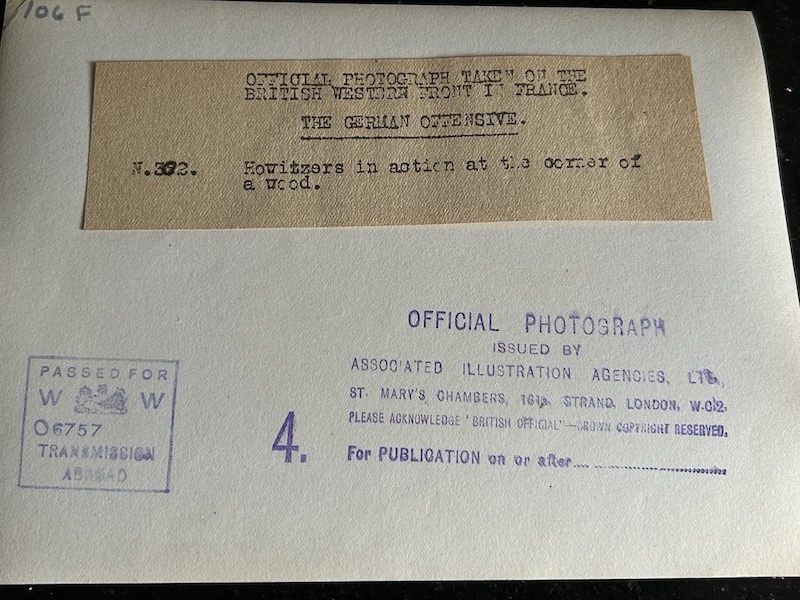 106 F
OFFICIAL PHOTOGRAPH TAKEN ON THE
BRITISH WESTERN FRONT IN FRANCE.
THE GERMAN OFFENSIVE.
Howitzers in action at the corner of
a wood.
PASSED FOR
W W
06757
TRANSMISSION
ABROAD
4.
OFFICIAL PHOTOGRAPH
ISSUED BY
ASSOCIATED ILLUSTRATION AGENCIES, LTD.,
ST. MARY'S CHAMBERS, STRAND, LONDON, W.C.2.
PLEASE ACKNOWLEDGE "BRITISH OFFICIAL"—CROWN COPYRIGHT RESERVED.
For PUBLICATION on or after